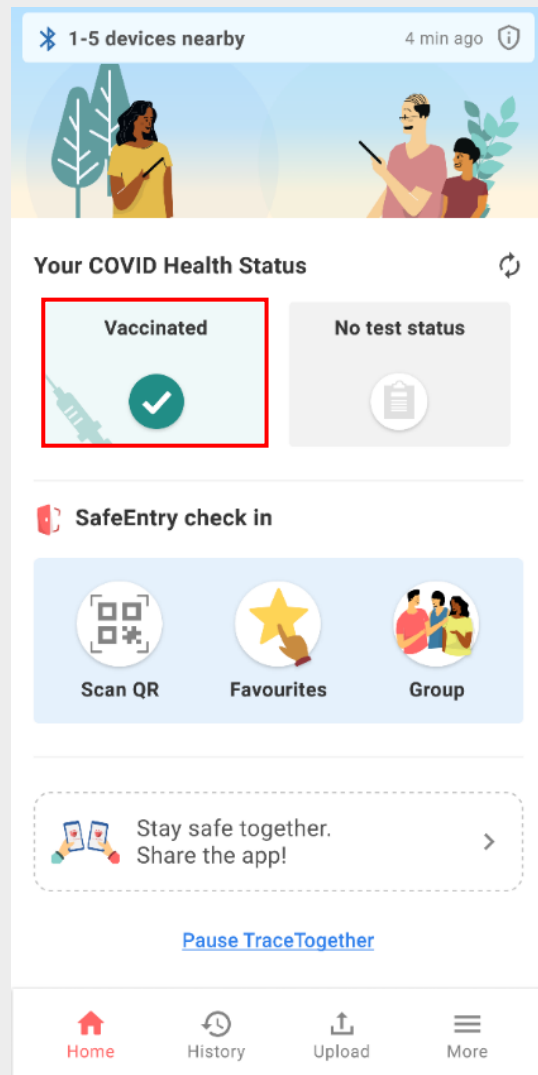 1-5 devices nearby 4 min ago
Your COVID Health Status
Vaccinated No test status
SafeEntry check in
Scan QR Favourites Group
Stay safe together.
Share the app!
Pause TraceTogether
Home History Upload More